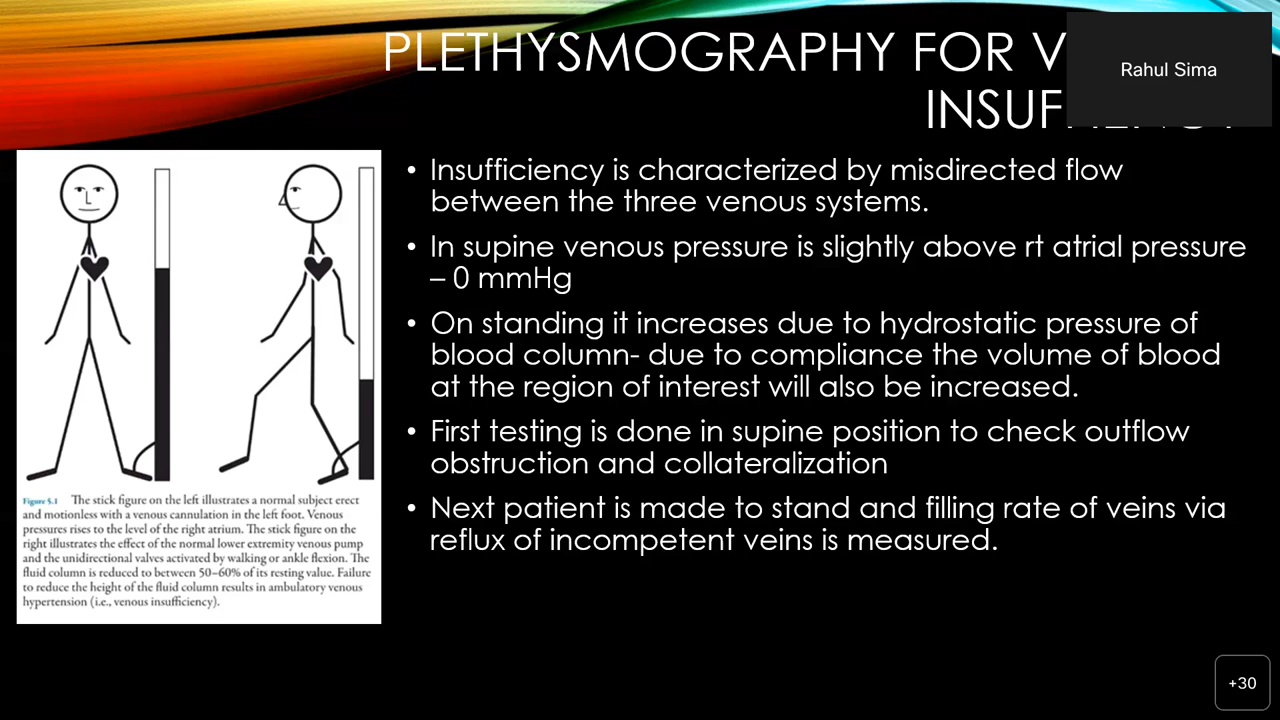 PLETHYSMOGRAPHY FOR
Rahul Sima
• Insufficiency is characterized by misdirected flow
between the three venous systems.
• In supine venous pressure is slightly above rt atrial pressure
– 0 mmHg
• On standing it increases due to hydrostatic pressure of
blood column- due to compliance the volume of blood
at the region of interest will also be increased.
• First testing is done in supine position to check outflow
obstruction and collateralization
• Next patient is made to stand and filling rate of veins via
reflux of incompetent veins is measured.
Figure 5.1 The stick figure on the left illustrates a normal subject erect
and motionless with a venous cannulation in the left foot. Venous
pressures rises to the level of the right atrium. The stick figure on the
right illustrates the effect of the normal lower extremity venous pump
and the unidirectional valves activated by walking or ankle flexion. The
fluid column is reduced to between 50–60% of its resting value. Failure
to reduce the height of the fluid column results in ambulatory venous
hypertension (i.e., venous insufficiency).
+30